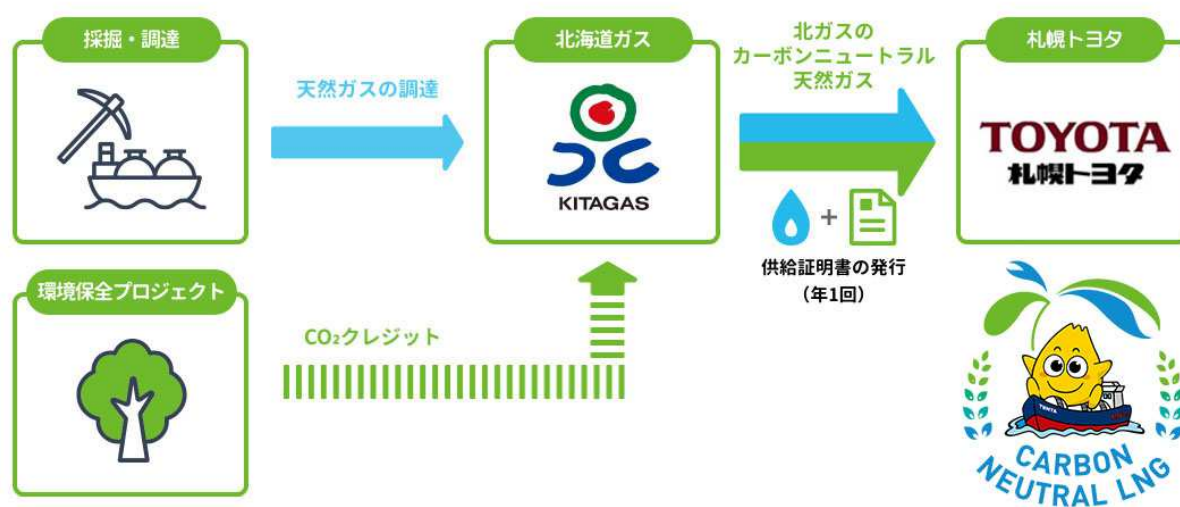 採掘・調達
天然ガスの調達
北海道ガス
KITAGAS
北ガスの
カーボンニュートラル
天然ガス
供給証明書の発行
（年1回）
札幌トヨタ
TOYOTA
札幌トヨタ
環境保全プロジェクト
CO₂クレジット
CARBON
NEUTRAL LNG